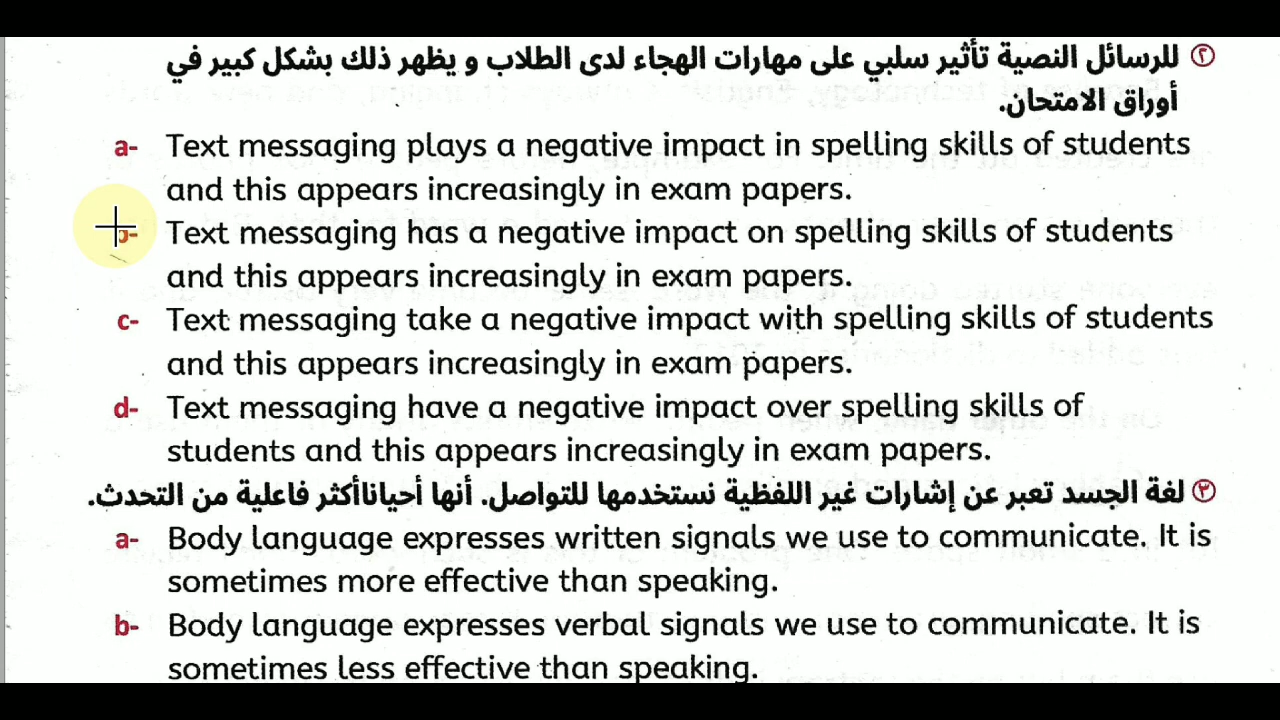 ② للرسائل النصية تأثير سلبي على مهارات الهجاء لدى الطلاب و يظهر ذلك بشكل كبير في
أوراق الامتحان.
a- Text messaging plays a negative impact in spelling skills of students
and this appears increasingly in exam papers.
b- Text messaging has a negative impact on spelling skills of students
and this appears increasingly in exam papers.
c- Text messaging take a negative impact with spelling skills of students
and this appears increasingly in exam papers.
d- Text messaging have a negative impact over spelling skills of
students and this appears increasingly in exam papers.
③ لغة الجسد تعبر عن إشارات غير اللفظية نستخدمها للتواصل. أنها أحياناأكثر فاعلية من التحدث.
a- Body language expresses written signals we use to communicate. It is
sometimes more effective than speaking.
b- Body language expresses verbal signals we use to communicate. It is
sometimes less effective than speaking.